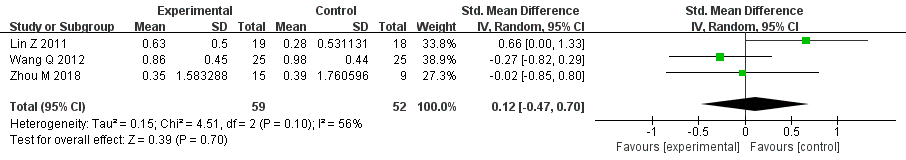 Experimental Control Std. Mean Difference Std. Mean Difference
Study or Subgroup Mean SD Total Mean SD Total Weight IV, Random, 95% CI IV, Random, 95% CI
Lin Z 2011 0.63 0.5 19 0.28 0.531131 18 33.8% 0.66 [0.00, 1.33]
Wang Q 2012 0.86 0.45 25 0.98 0.44 25 38.9% -0.27 [-0.82, 0.29]
Zhou M 2018 0.35 1.583288 15 0.39 1.760596 9 27.3% -0.02 [-0.85, 0.80]
Total (95% CI) 59 52 100.0% 0.12 [-0.47, 0.70]
Heterogeneity: Tau² = 0.15; Chi² = 4.51, df = 2 (P = 0.10); I² = 56%
Test for overall effect: Z = 0.39 (P = 0.70)
-1 -0.5 0 0.5 1
Favours [experimental] Favours [control]